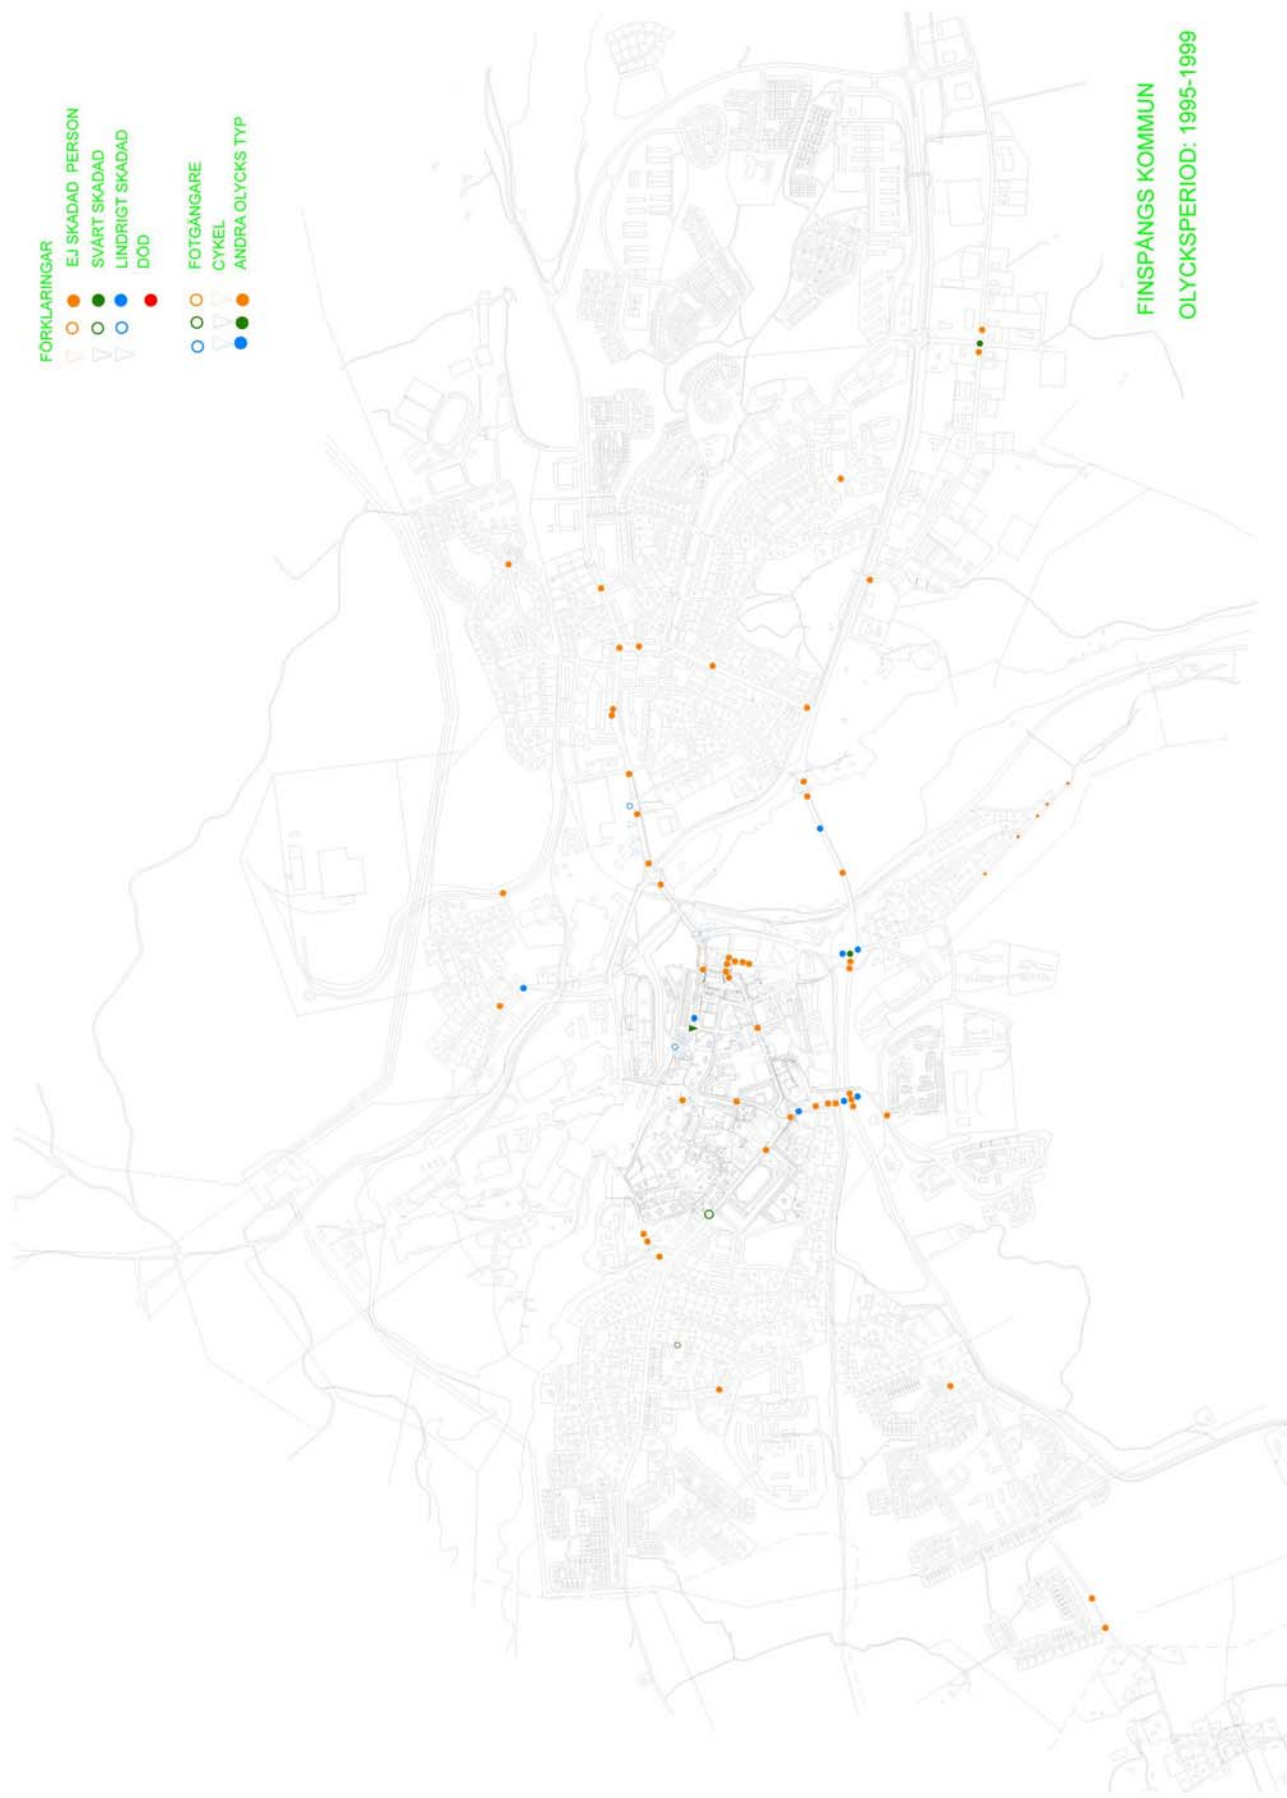 FÖRKLARINGAR
EJ SKADAD PERSON
SVÅRT SKADAD
LINDRIGT SKADAD
DÖD
FOTGÄNGARE
CYKEL
ANDRA OLYCKS TYP
FINSPÅNGS KOMMUN
OLYCKSPERIOD: 1995-1999